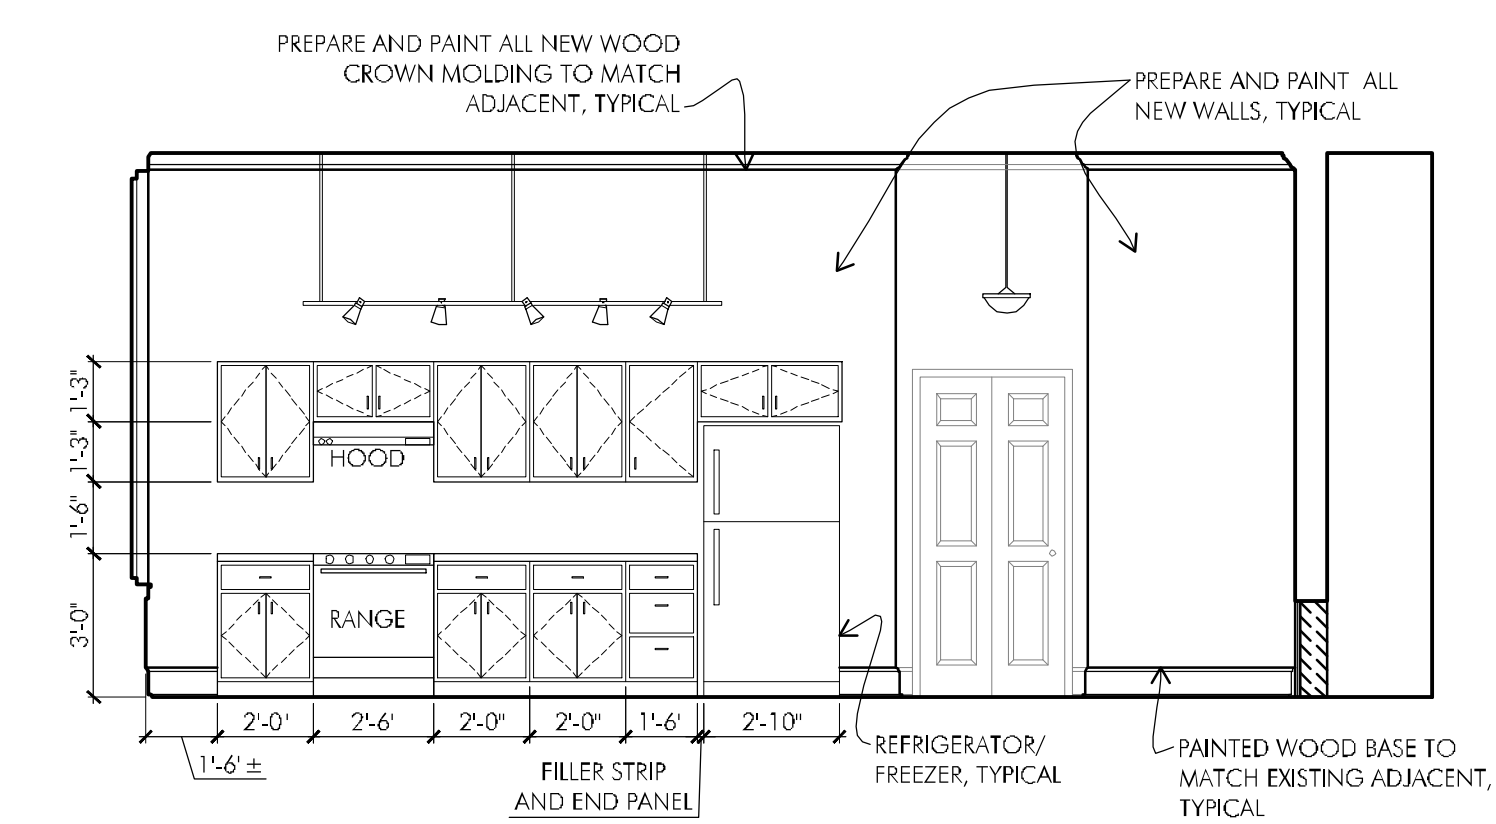 PREPARE AND PAINT ALL NEW WOOD
CROWN MOLDING TO MATCH
ADJACENT, TYPICAL
PREPARE AND PAINT ALL
NEW WALLS, TYPICAL
1'-3"
1'-3"
1'-6"
3'-0"
HOOD
RANGE
2'-0'
2'-6'
2'-0"
2'-0"
1'-6'
2'-10"
1'-6' ±
FILLER STRIP
AND END PANEL
REFRIGERATOR/
FREEZER, TYPICAL
PAINTED WOOD BASE TO
MATCH EXISTING ADJACENT,
TYPICAL